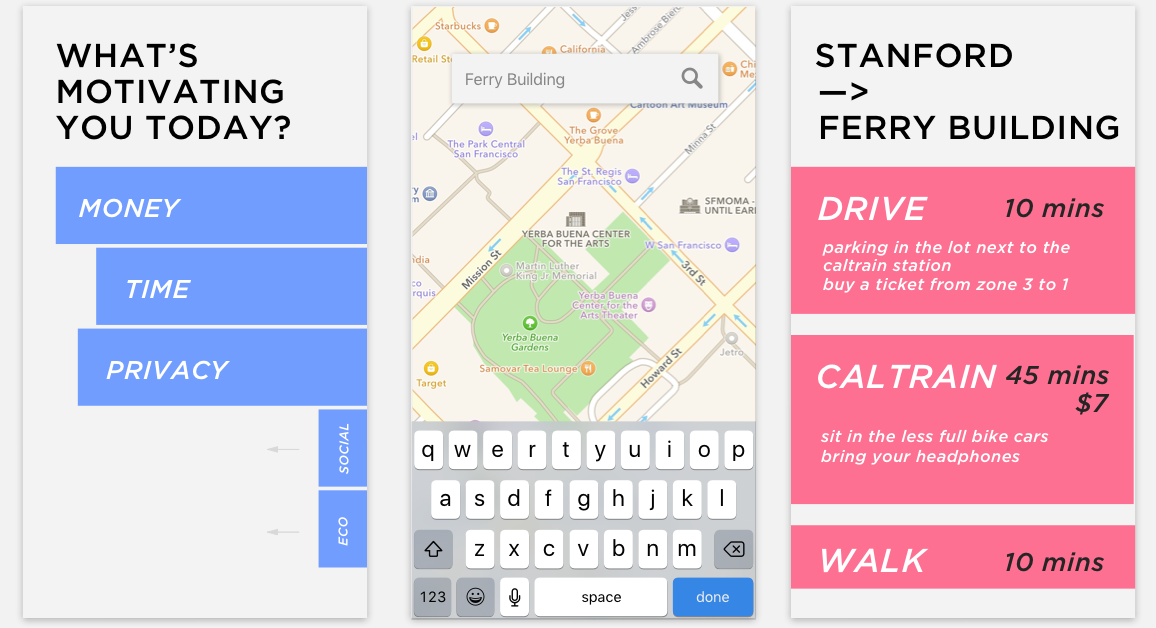 WHAT'S
MOTIVATING
YOU TODAY?
MONEY
TIME
PRIVACY
SOCIAL
ECO
Starbucks
Jess
Ambrose Bierc
Retail St
California
Chi
Me
Ferry Building
Cartoon Art Museum
The Grove
Yerba Buena
Minna St
The Park Central
San Francisco
The St. Regis
San Francisco
SFMOMA -
UNTIL EARL
YERBA BUENA CENTER
FOR THE ARTS
W San Francisco
Mission St
Martin Luther
King Jr Memorial
3rd St
Yerba Buena
Center for the
Arts Theater
Yerba Buena
Gardens
Jetro
Samovar Tea Lounge
Howard St
Target
q w e r t y u i o p
a s d f g h j k l
z x c v b n m
123
space
done
STANFORD
—>
FERRY BUILDING
DRIVE 10 mins
parking in the lot next to the
caltrain station
buy a ticket from zone 3 to 1
CALTRAIN 45 mins
$7
sit in the less full bike cars
bring your headphones
WALK 10 mins